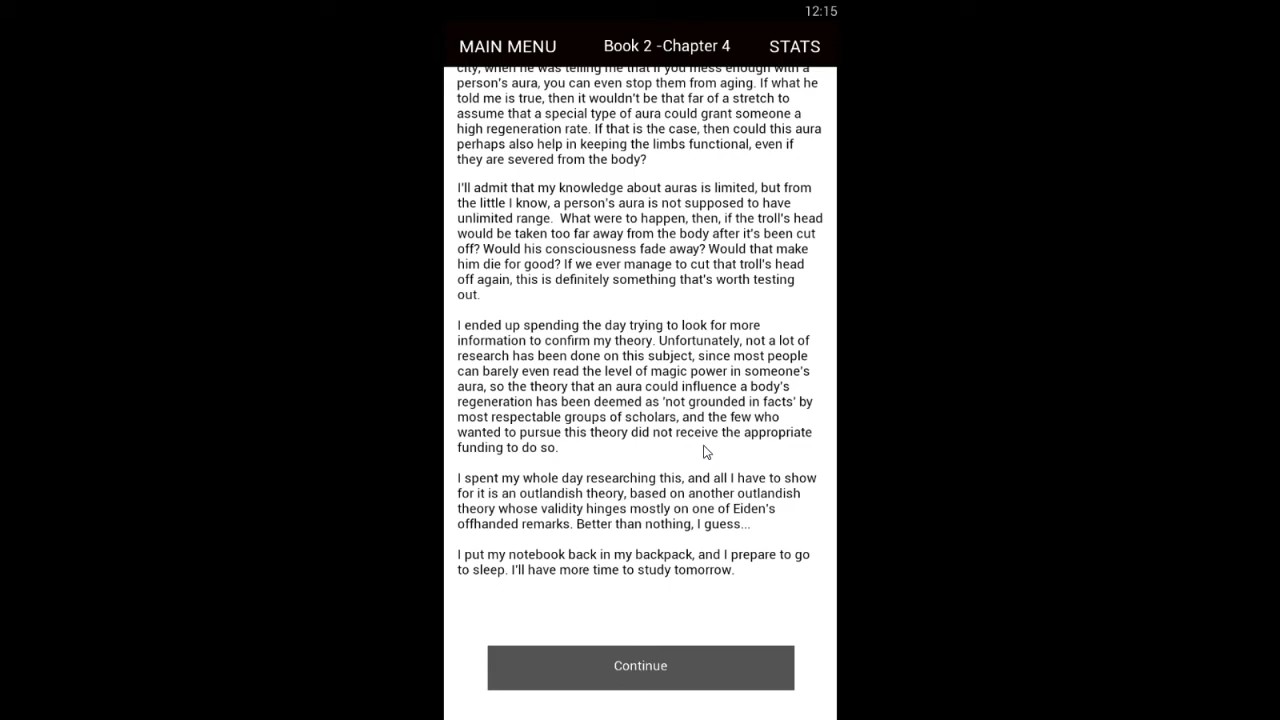 12:15
MAIN MENU
Book 2 -Chapter 4
STATS
city, when he was telling me that if you mess enough with a
person's aura, you can even stop them from aging. If what he
told me is true, then it wouldn't be that far of a stretch to
assume that a special type of aura could grant someone a
high regeneration rate. If that is the case, then could this aura
perhaps also help in keeping the limbs functional, even if
they are severed from the body?
I'll admit that my knowledge about auras is limited, but from
the little I know, a person's aura is not supposed to have
unlimited range.  What were to happen, then, if the troll's head
would be taken too far away from the body after it's been cut
off? Would his consciousness fade away? Would that make
him die for good? If we ever manage to cut that troll's head
off again, this is definitely something that's worth testing
out.
I ended up spending the day trying to look for more
information to confirm my theory. Unfortunately, not a lot of
research has been done on this subject, since most people
can barely even read the level of magic power in someone's
aura, so the theory that an aura could influence a body's
regeneration has been deemed as 'not grounded in facts' by
most respectable groups of scholars, and the few who
wanted to pursue this theory did not receive the appropriate
funding to do so.
I spent my whole day researching this, and all I have to show
for it is an outlandish theory, based on another outlandish
theory whose validity hinges mostly on one of Eiden's
offhanded remarks. Better than nothing, I guess...
I put my notebook back in my backpack, and I prepare to go
to sleep. I'll have more time to study tomorrow.
Continue